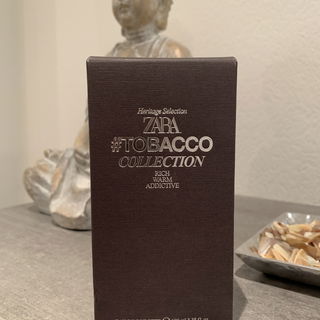 Heritage Selection
ZARA
#TOBACCO
COLLECTION
RICH
WARM
ADDICTIVE